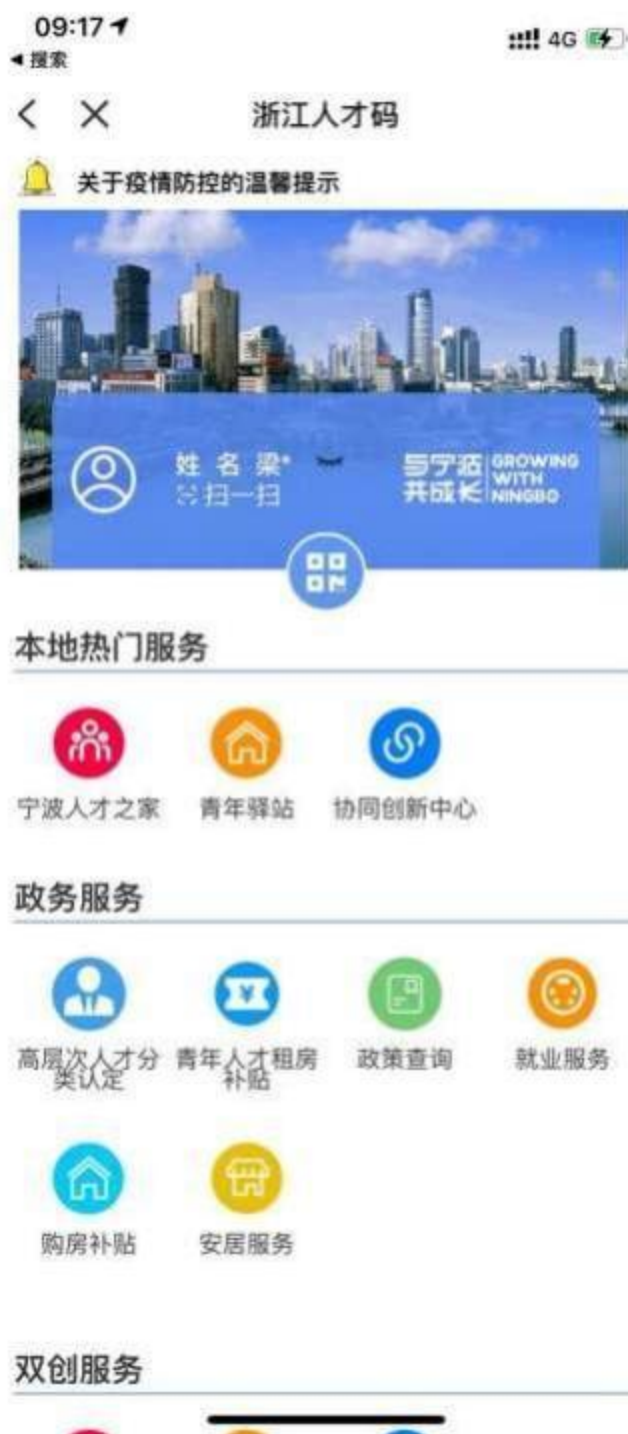 09:17
4G
搜索
浙江人才码
关于疫情防控的温馨提示
姓 名 梁*
扫一扫
与宁波
共成长
GROWING
WITH
NINGBO
本地热门服务
宁波人才之家
青年驿站
协同创新中心
政务服务
高层次人才分
类认定
青年人才租房
补贴
政策查询
就业服务
购房补贴
安居服务
双创服务